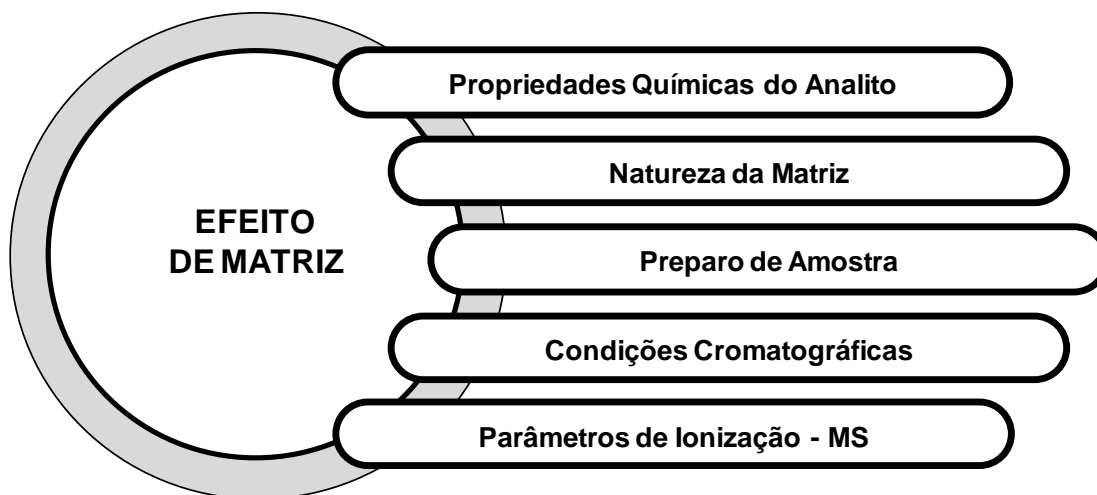 Propriedades Químicas do Analito
Natureza da Matriz
EFEITO
DE MATRIZ
Preparo de Amostra
Condições Cromatográficas
Parâmetros de Ionização - MS